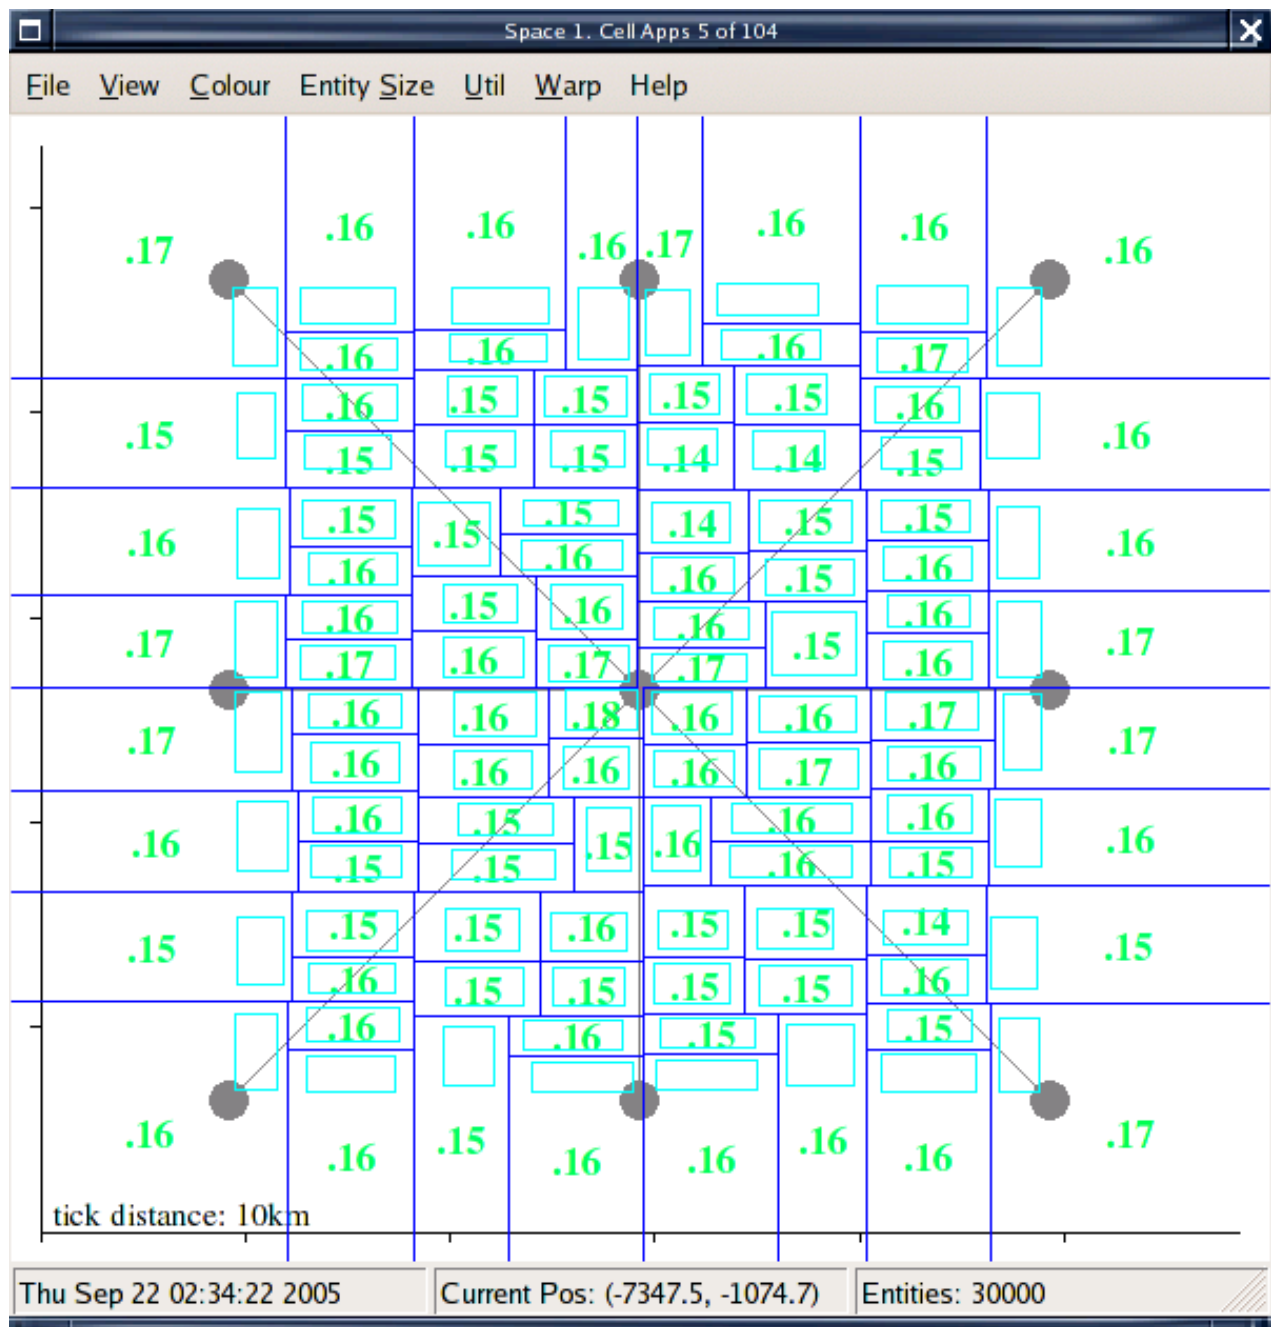 Space 1. Cell Apps 5 of 104
File View Colour Entity Size Util Warp Help
.17 .16 .16 .16 .17 .16 .16 .16
.16 .16 .16 .17
.15 .16 .15 .15 .15 .15 .16 .16
.15 .15 .15 .14 .14 .15
.16 .15 .15 .15 .14 .15 .15 .16
.16 .16 .16 .15 .16
.17 .16 .15 .16 .16 .15 .16 .17
.17 .16 .17 .17 .16
.17 .16 .16 .18 .16 .16 .17 .17
.16 .16 .16 .16 .17 .16
.16 .16 .15 .15 .16 .16 .16 .16
.15 .15 .16 .15
.15 .15 .15 .16 .15 .15 .14 .15
.16 .15 .15 .15 .15 .16
.16 .16 .15 .15
.16 .16 .15 .16 .16 .16 .16 .17
tick distance: 10km
Thu Sep 22 02:34:22 2005 Current Pos: (-7347.5, -1074.7) Entities: 30000